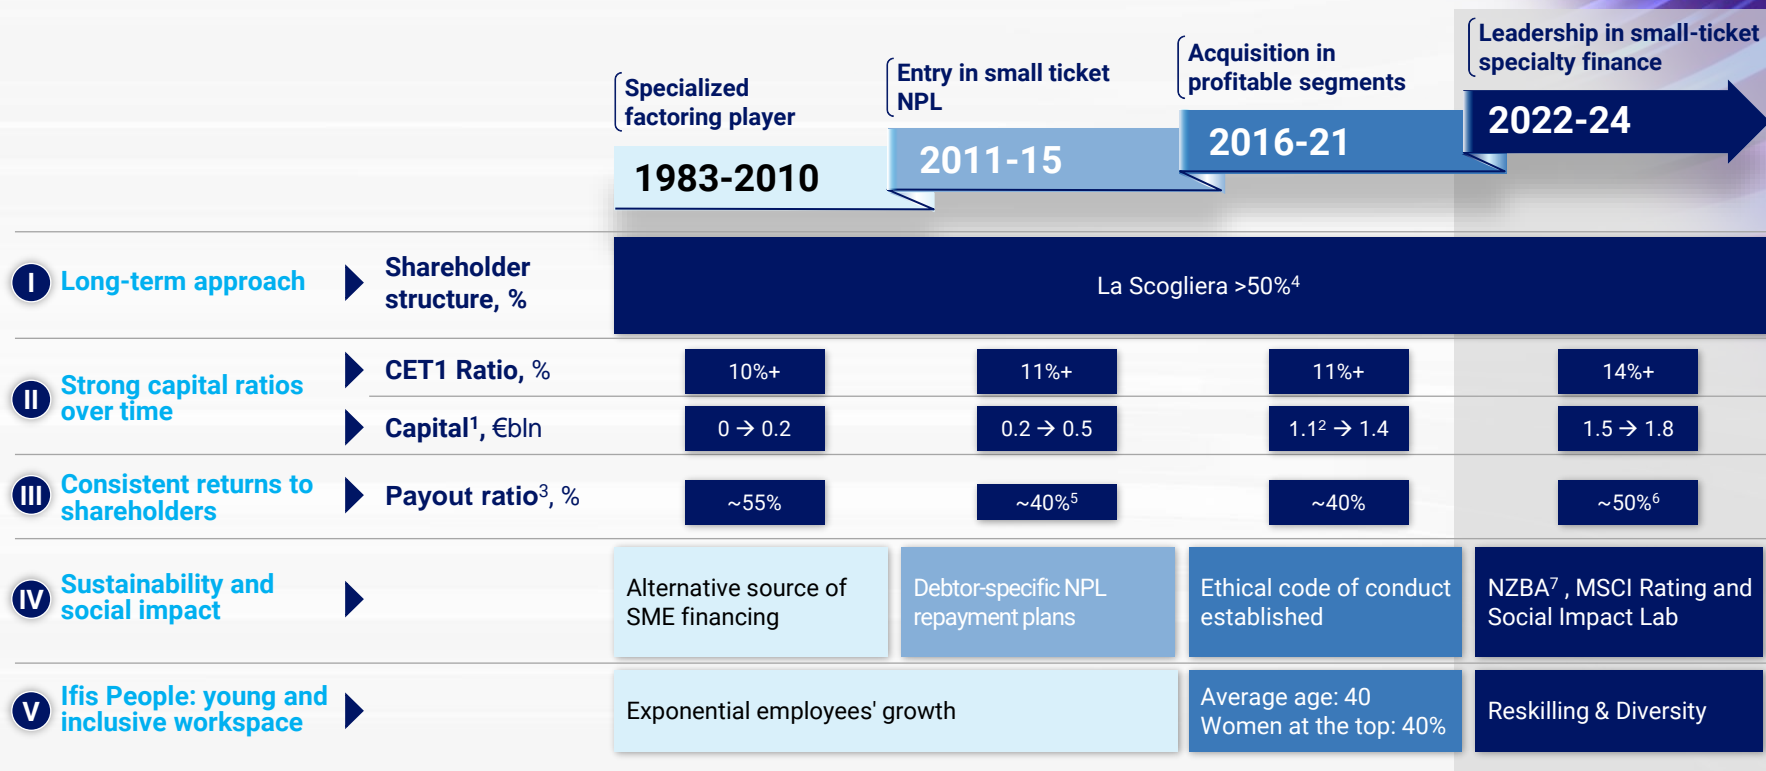 Specialized
factoring player
1983-2010
Entry in small ticket
NPL
2011-15
Acquisition in
profitable segments
2016-21
Leadership in small-ticket
specialty finance
2022-24
I
Long-term approach
Shareholder
structure, %
La Scogliera >50%⁴
II
Strong capital ratios
over time
CET1 Ratio, %
10%+
11%+
11%+
14%+
Capital¹, €bln
0 → 0.2
0.2 → 0.5
1.1² → 1.4
1.5 → 1.8
III
Consistent returns to
shareholders
Payout ratio³, %
~55%
~40%⁵
~40%
~50%⁶
IV
Sustainability and
social impact
Alternative source of
SME financing
Debtor-specific NPL
repayment plans
Ethical code of conduct
established
NZBA⁷ , MSCI Rating and
Social Impact Lab
V
Ifis People: young and
inclusive workspace
Exponential employees' growth
Average age: 40
Women at the top: 40%
Reskilling & Diversity